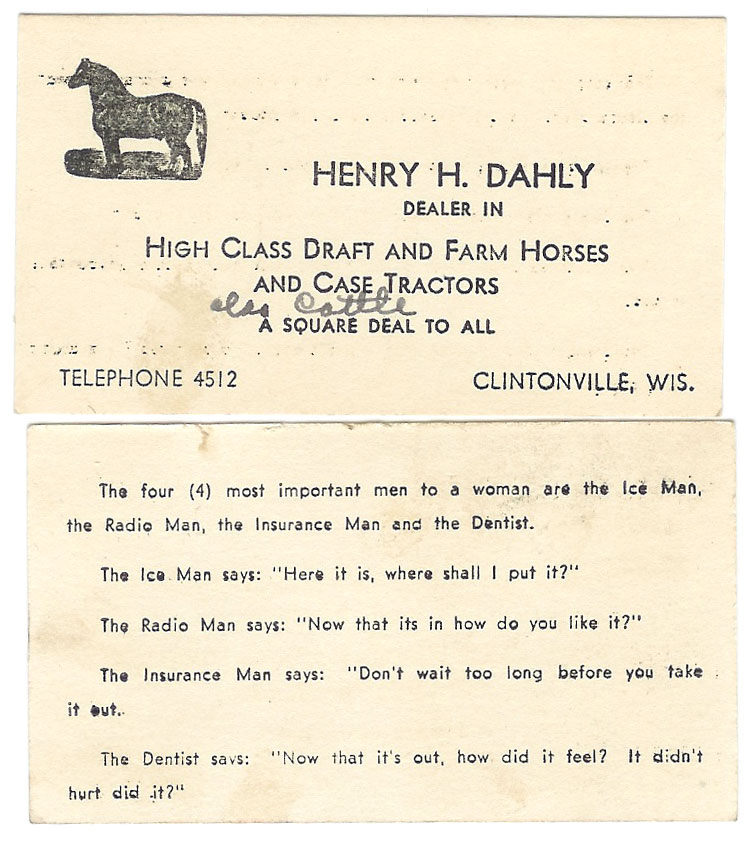 HENRY H. DAHLY
DEALER IN
HIGH CLASS DRAFT AND FARM HORSES
AND CASE TRACTORS
also Cattle
A SQUARE DEAL TO ALL
TELEPHONE 4512 CLINTONVILLE, WIS.
The four (4) most important men to a woman are the Ice Man,
the Radio Man, the Insurance Man and the Dentist.
The Ice Man says: "Here it is, where shall I put it?"
The Radio Man says: "Now that its in how do you like it?"
The Insurance Man says: "Don't wait too long before you take
it out.
The Dentist says: "Now that it's out, how did it feel? It didn't
hurt did it?"